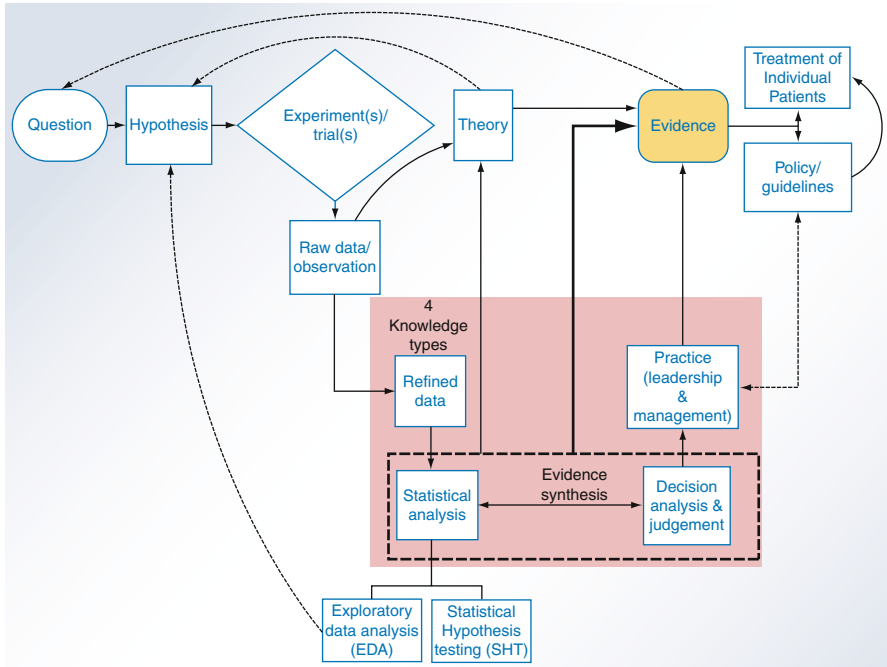 Question
Hypothesis
Experiment(s)/
trial(s)
Theory
Evidence
Treatment of
Individual
Patients
Policy/
guidelines
Raw data/
observation
4
Knowledge
types
Refined
data
Practice
(leadership
&
management)
Statistical
analysis
Evidence
synthesis
Decision
analysis &
judgement
Exploratory
data analysis
(EDA)
Statistical
Hypothesis
testing (SHT)